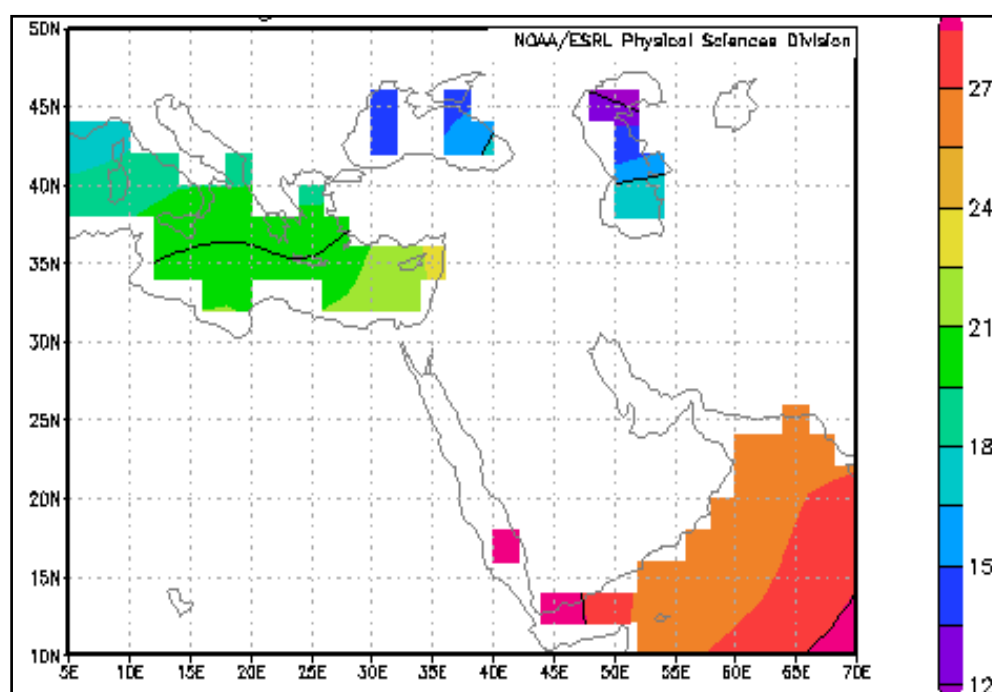 50N
NOAA/ESRL Physical Sciences Division
45N
40N
35N
30N
25N
20N
15N
10N
5E 10E 15E 20E 25E 30E 35E 40E 45E 50E 55E 60E 65E 70E
27
24
21
18
15
12